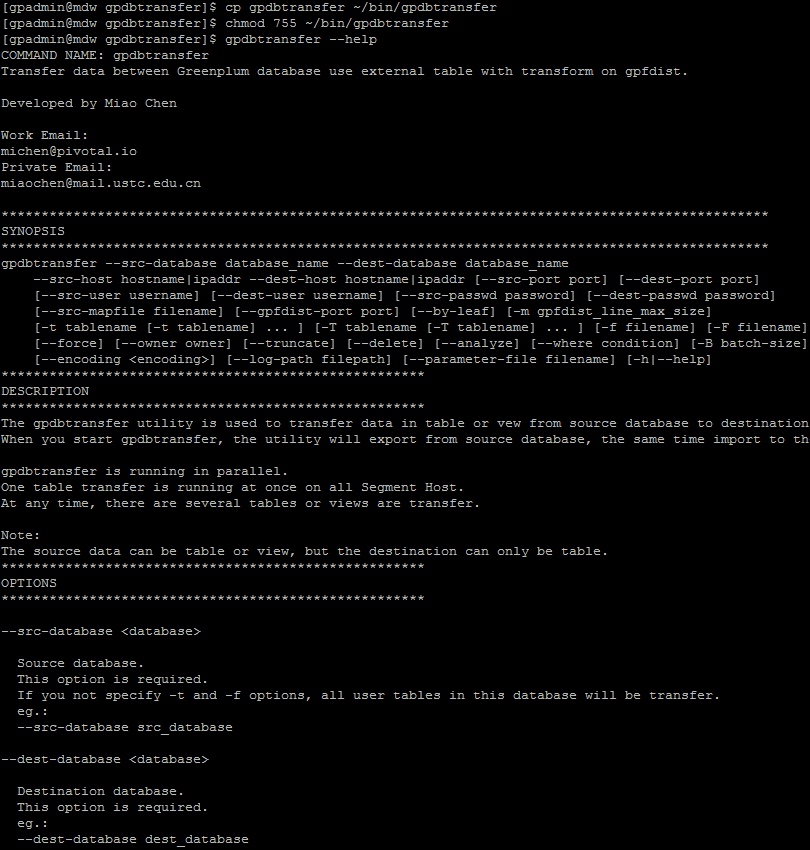 [gpadmin@mdw gpdbtransfer]$ cp gpdbtransfer ~/bin/gpdbtransfer
[gpadmin@mdw gpdbtransfer]$ chmod 755 ~/bin/gpdbtransfer
[gpadmin@mdw gpdbtransfer]$ gpdbtransfer --help
COMMAND NAME: gpdbtransfer
Transfer data between Greenplum database use external table with transform on gpfdist.
Developed by Miao Chen
Work Email:
michen@pivotal.io
Private Email:
miaochen@mail.ustc.edu.cn
************************************************************************************************
SYNOPSIS
************************************************************************************************
gpdbtransfer --src-database database_name --dest-database database_name
    --src-host hostname|ipaddr --dest-host hostname|ipaddr [--src-port port] [--dest-port port]
    [--src-user username] [--dest-user username] [--src-passwd password] [--dest-passwd password]
    [--src-mapfile filename] [--gpfdist-port port] [--by-leaf] [-m gpfdist_line_max_size]
    [-t tablename [-t tablename] ... ] [-T tablename [-T tablename] ... ] [-f filename] [-F filename]
    [--force] [--owner owner] [--truncate] [--delete] [--analyze] [--where condition] [-B batch-size]
    [--encoding <encoding>] [--log-path filepath] [--parameter-file filename] [-h|--help]
*****************************************************
DESCRIPTION
*****************************************************
The gpdbtransfer utility is used to transfer data in table or vew from source database to destination
When you start gpdbtransfer, the utility will export from source database, the same time import to th
gpdbtransfer is running in parallel.
One table transfer is running at once on all Segment Host.
At any time, there are several tables or views are transfer.
Note:
The source data can be table or view, but the destination can only be table.
*****************************************************
OPTIONS
*****************************************************
--src-database <database>
  Source database.
  This option is required.
  If you not specify -t and -f options, all user tables in this database will be transfer.
  eg.:
  --src-database src_database
--dest-database <database>
  Destination database.
  This option is required.
  eg.:
  --dest-database dest_database